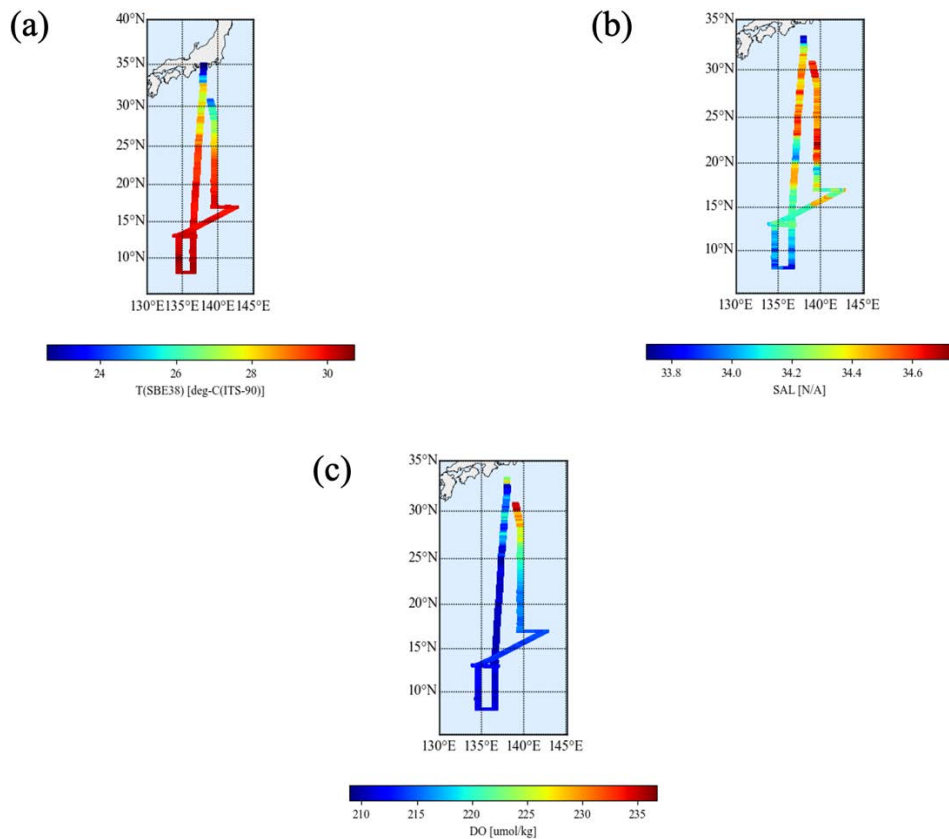 (a)
40°N
35°N
30°N
25°N
20°N
15°N
10°N
130°E 135°E 140°E 145°E
24 26 28 30
T(SBE38) [deg-C(ITS-90)]
(b)
35°N
30°N
25°N
20°N
15°N
10°N
130°E 135°E 140°E 145°E
33.8 34.0 34.2 34.4 34.6
SAL [N/A]
(c)
35°N
30°N
25°N
20°N
15°N
10°N
130°E 135°E 140°E 145°E
210 215 220 225 230 235
DO [umol/kg]